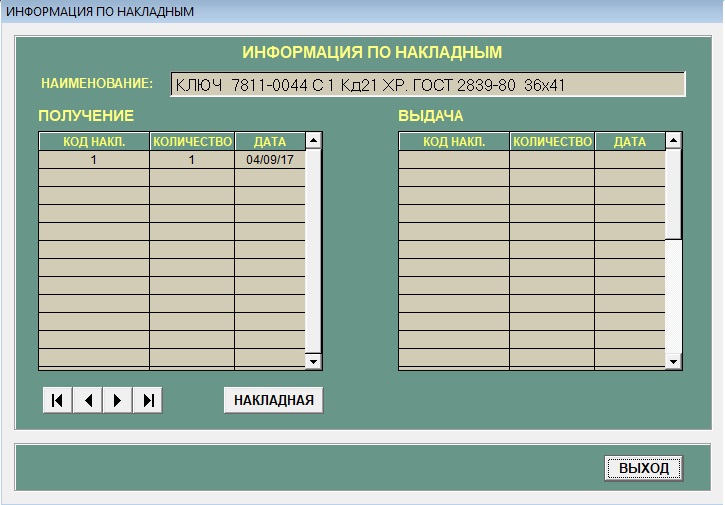 ИНФОРМАЦИЯ ПО НАКЛАДНЫМ
ИНФОРМАЦИЯ ПО НАКЛАДНЫМ
НАИМЕНОВАНИЕ: КЛЮЧ 7811-0044 С 1 Кд21 ХР. ГОСТ 2839-80 36х41
ПОЛУЧЕНИЕ ВЫДАЧА
КОД НАКЛ. КОЛИЧЕСТВО ДАТА КОД НАКЛ. КОЛИЧЕСТВО ДАТА
1 1 04/09/17
НАКЛАДНАЯ
ВЫХОД